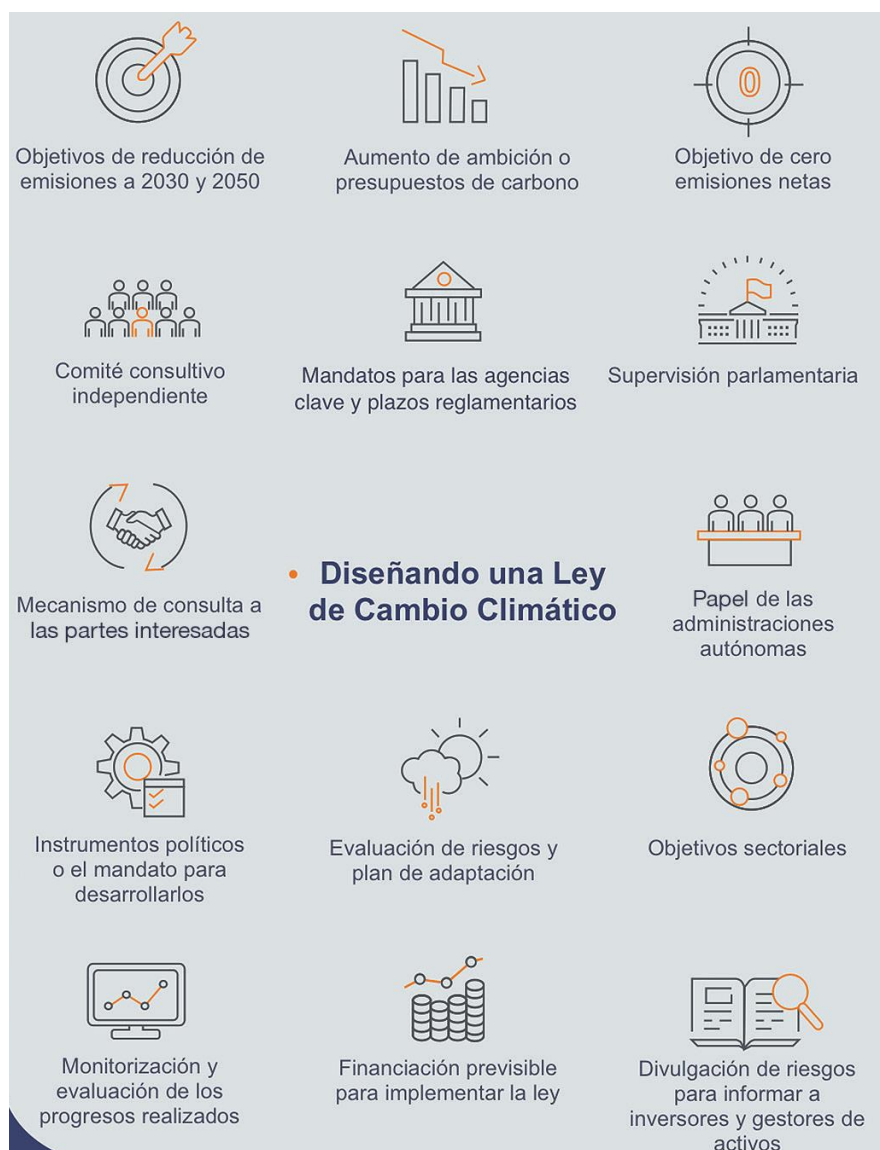 0
Objetivos de reducción de
emisiones a 2030 y 2050
Aumento de ambición o
presupuestos de carbono
Objetivo de cero
emisiones netas
Comité consultivo
independiente
Mandatos para las agencias
clave y plazos reglamentarios
Supervisión parlamentaria
Mecanismo de consulta a
las partes interesadas
• Diseñando una Ley
de Cambio Climático
Papel de las
administraciones
autónomas
Instrumentos políticos
o el mandato para
desarrollarlos
Evaluación de riesgos y
plan de adaptación
Objetivos sectoriales
Monitorización y
evaluación de los
progresos realizados
Financiación previsible
para implementar la ley
Divulgación de riesgos
para informar a
inversores y gestores de
activos